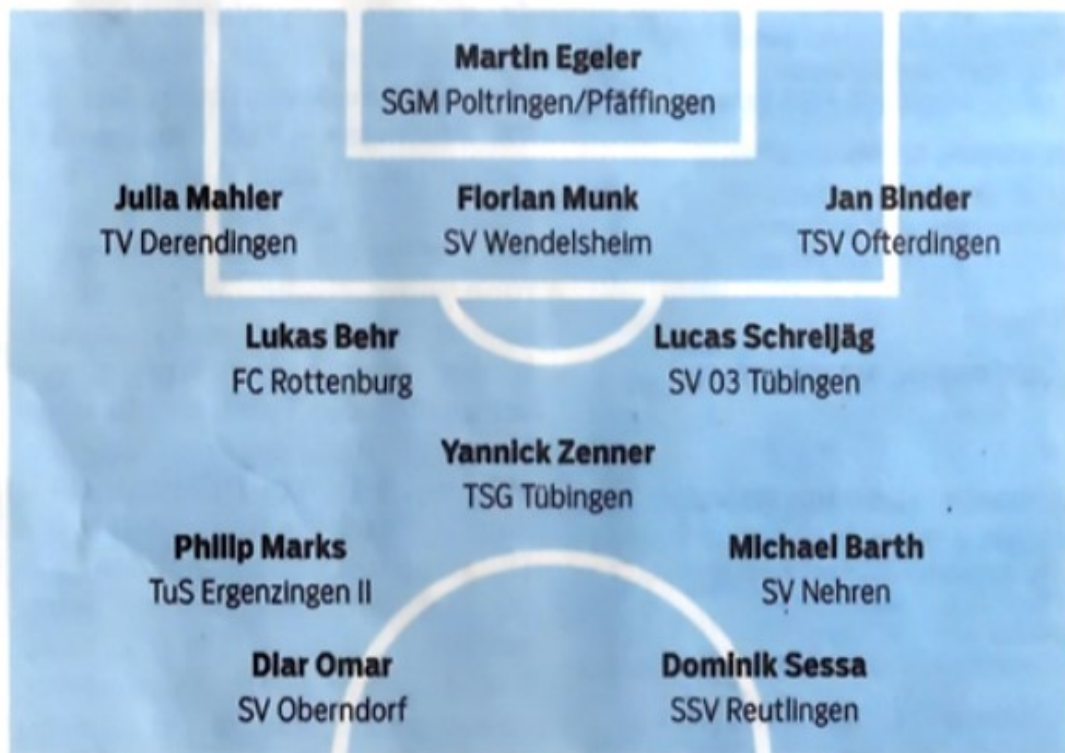 Martin Egeler
SGM Poltringen/Pfäffingen
Julia Mahler
TV Derendingen
Florian Munk
SV Wendelsheim
Jan Binder
TSV Ofterdingen
Lukas Behr
FC Rottenburg
Lucas Schreijäg
SV 03 Tübingen
Yannick Zenner
TSG Tübingen
Philip Marks
TuS Ergenzingen II
Michael Barth
SV Nehren
Diar Omar
SV Oberndorf
Dominik Sessa
SSV Reutlingen